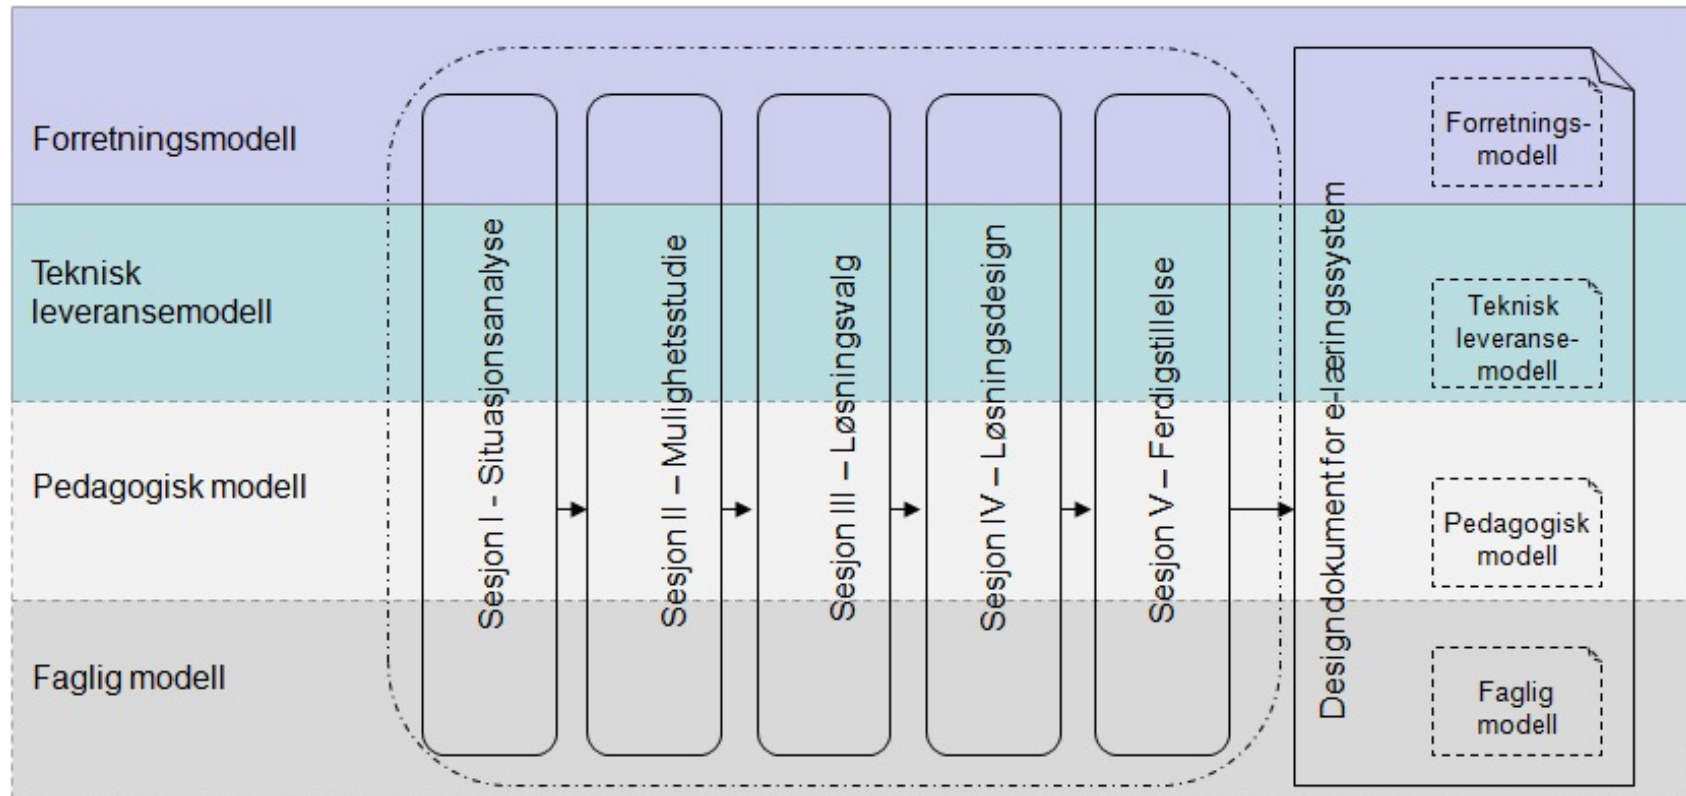 Forretningsmodell
Teknisk
leveransemodell
Pedagogisk modell
Faglig modell
Sesjon I - Situasjonsanalyse
Sesjon II – Mulighetsstudie
Sesjon III – Løsningsvalg
Sesjon IV – Løsningsdesign
Sesjon V – Ferdigstillelse
Designdokument for e-læringssystem
Forretnings-
modell
Teknisk
leveranse-
modell
Pedagogisk
modell
Faglig
modell